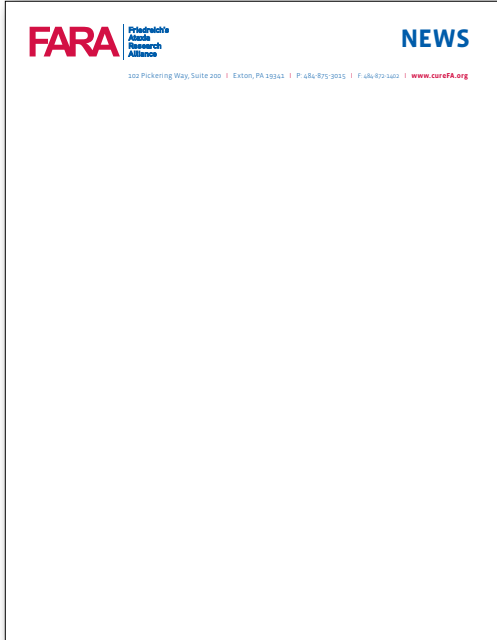 FARA
Friedreich's
Ataxia
Research
Alliance
NEWS
102 Pickering Way, Suite 200 | Exton, PA 19341 | P: 484-875-3015 | F: 484-872-1402 | www.cureFA.org